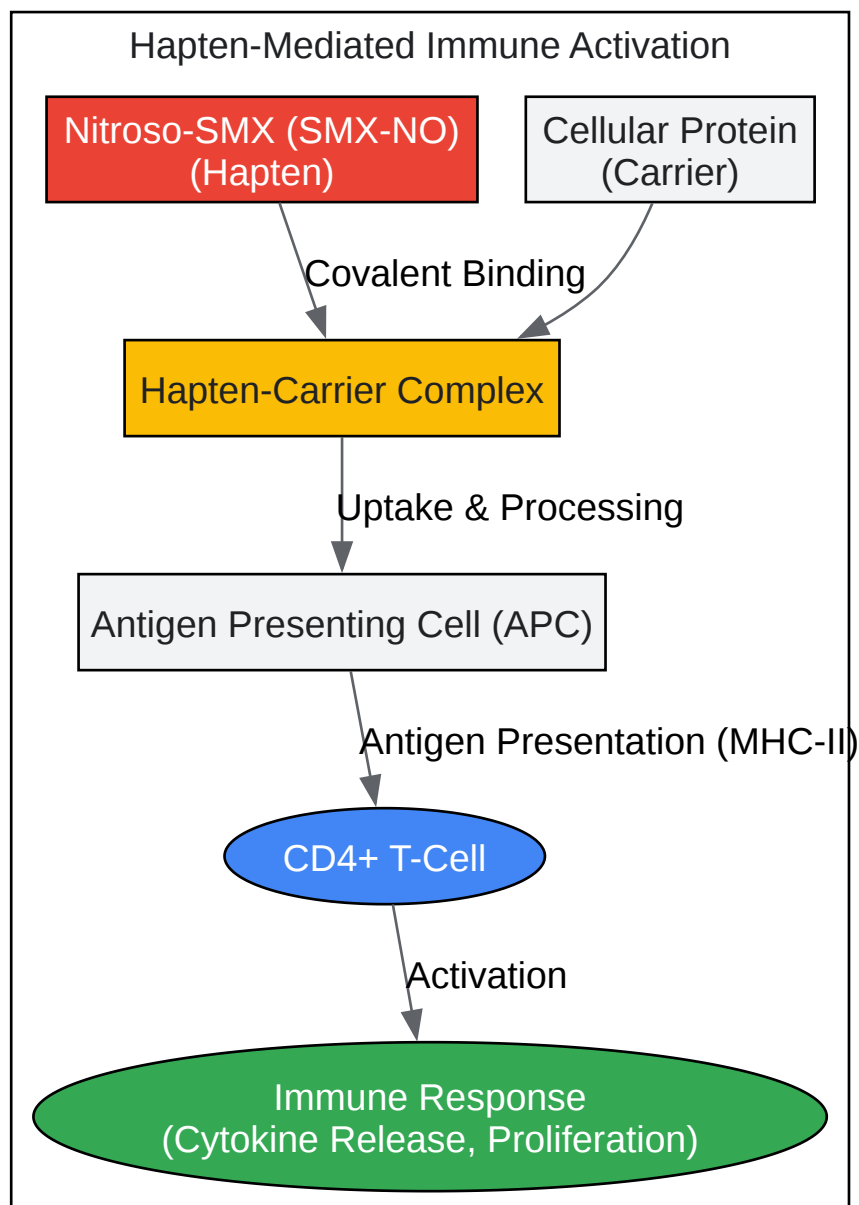 Hapten-Mediated Immune Activation
Nitroso-SMX (SMX-NO)
(Hapten)
Cellular Protein
(Carrier)
Covalent Binding
Hapten-Carrier Complex
Uptake & Processing
Antigen Presenting Cell (APC)
Antigen Presentation (MHC-II)
CD4+ T-Cell
Activation
Immune Response
(Cytokine Release, Proliferation)